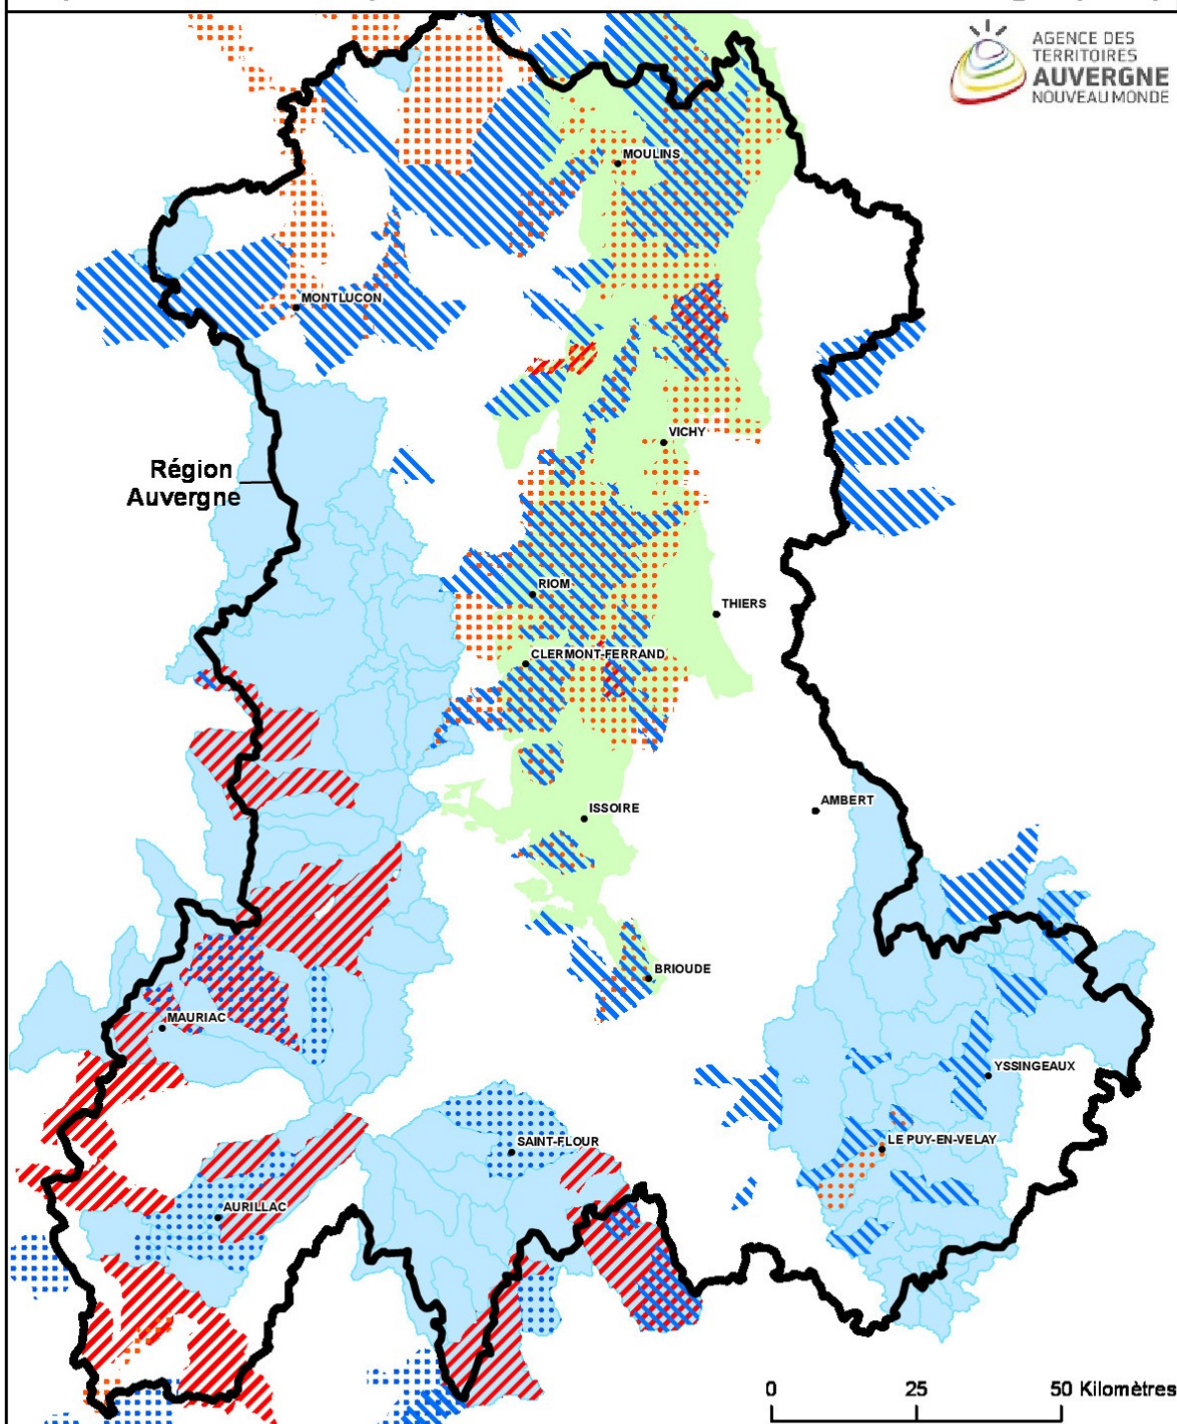 AGENCE DES
TERRITOIRES
AUVERGNE
NOUVEAU MONDE
MOULINS
MONTLUCON
VICHY
Région
Auvergne
RIOM
THIERS
CLERMONT-FERRAND
AMBERT
ISSOIRE
BRIOUDE
MAURIAC
YSSINGEAUX
SAINT-FLOUR
LE PUY-EN-VELAY
AURILLAC
0 25 50 Kilomètres